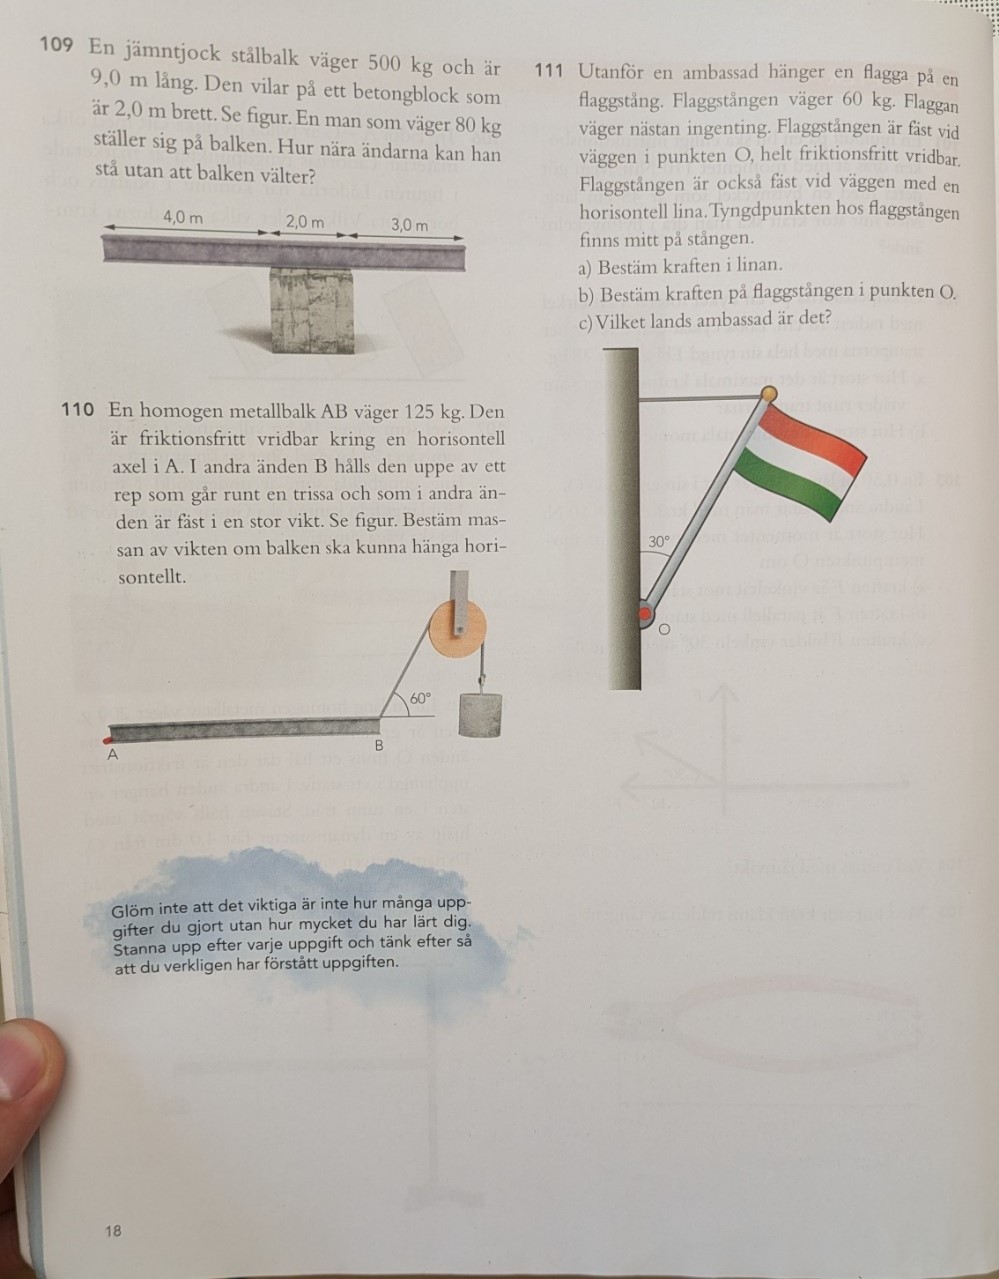 109 En jämntjock stålbalk väger 500 kg och är
9,0 m lång. Den vilar på ett betongblock som
är 2,0 m brett. Se figur. En man som väger 80 kg
ställer sig på balken. Hur nära ändarna kan han
stå utan att balken välter?
4,0 m
2,0 m
3,0 m
110 En homogen metallbalk AB väger 125 kg. Den
är friktionsfritt vridbar kring en horisontell
axel i A. I andra änden B hålls den uppe av ett
rep som går runt en trissa och som i andra än-
den är fäst i en stor vikt. Se figur. Bestäm mas-
san av vikten om balken ska kunna hänga hori-
sontellt.
60°
A
B
Glöm inte att det viktiga är inte hur många upp-
gifter du gjort utan hur mycket du har lärt dig.
Stanna upp efter varje uppgift och tänk efter så
att du verkligen har förstått uppgiften.
18
111 Utanför en ambassad hänger en flagga på en
flaggstång. Flaggstången väger 60 kg. Flaggan
väger nästan ingenting. Flaggstången är fäst vid
väggen i punkten O, helt friktionsfritt vridbar.
Flaggstången är också fäst vid väggen med en
horisontell lina. Tyngdpunkten hos flaggstången
finns mitt på stången.
a) Bestäm kraften i linan.
b) Bestäm kraften på flaggstången i punkten O.
c) Vilket lands ambassad är det?
30°
O